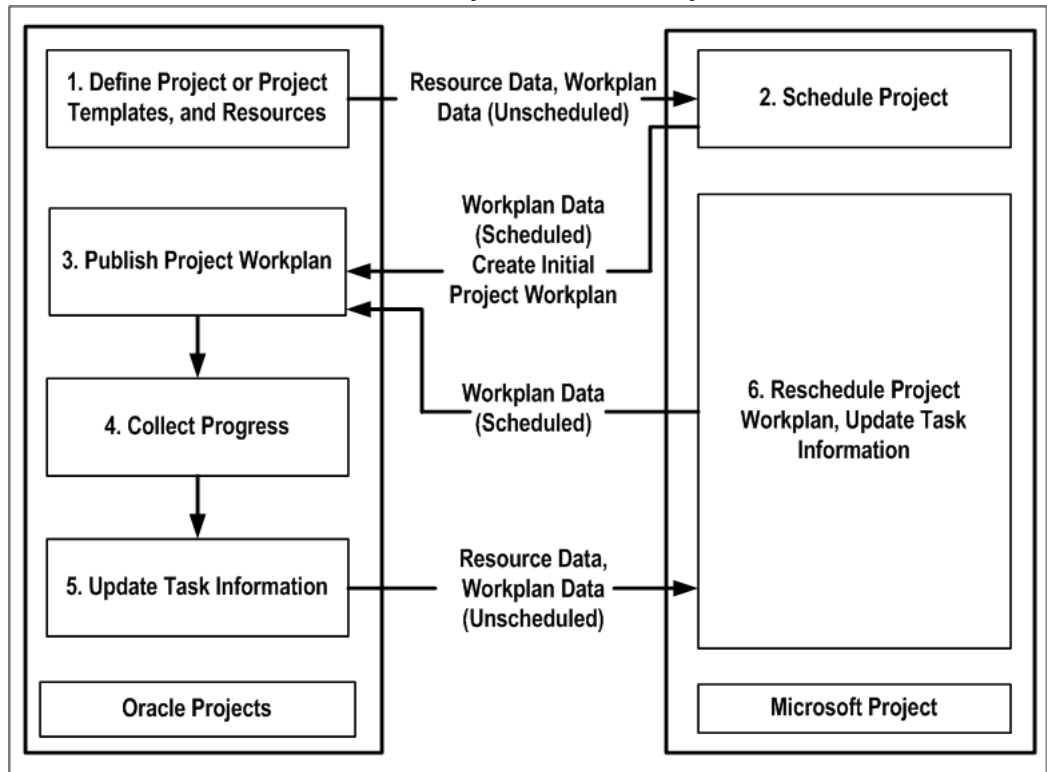 1. Define Project or Project
Templates, and Resources
Resource Data, Workplan
Data (Unscheduled)
2. Schedule Project
Workplan Data
(Scheduled)
Create Initial
Project Workplan
3. Publish Project Workplan
4. Collect Progress
Workplan Data
(Scheduled)
6. Reschedule Project
Workplan, Update Task
Information
5. Update Task Information
Resource Data,
Workplan Data
(Unscheduled)
Oracle Projects
Microsoft Project